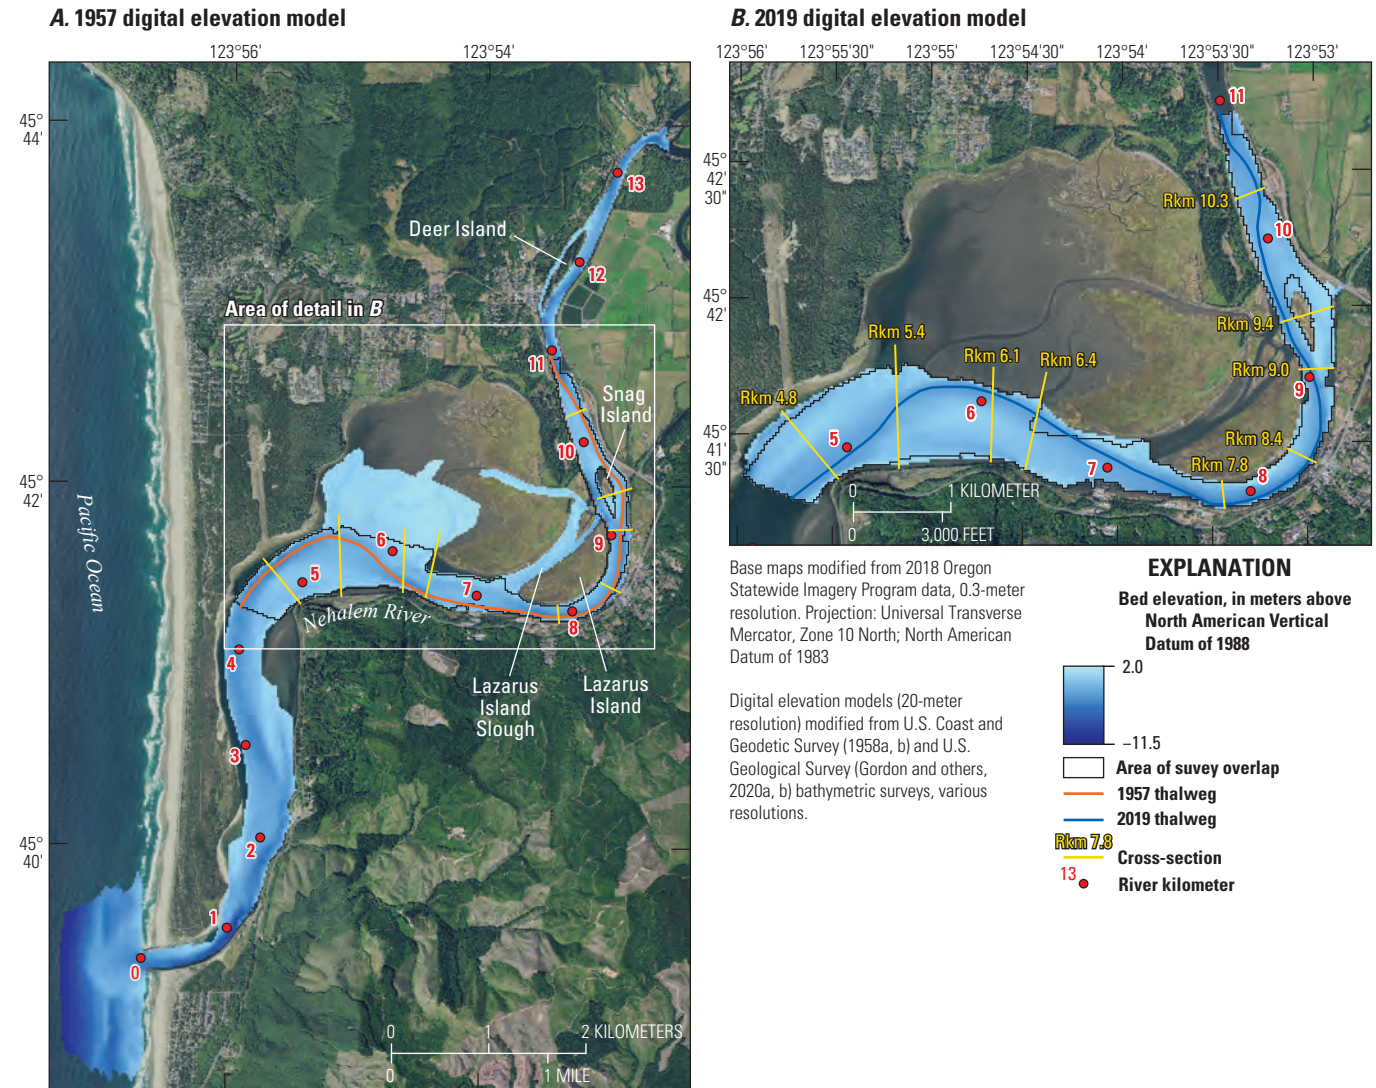 A. 1957 digital elevation model
123°56' 123°54'
45° 44'
45° 42'
45° 40'
Deer Island
Area of detail in B
Snag Island
Pacific Ocean
Nehalem River
Lazarus Island Slough
Lazarus Island
13
12
11
10
9
8
7
6
5
4
3
2
1
0
0 1 2 KILOMETERS
0 1 MILE
B. 2019 digital elevation model
123°56' 123°55'30" 123°55' 123°54'30" 123°54' 123°53'30" 123°53'
45° 42' 30"
45° 42'
45° 41' 30"
11
Rkm 10.3
10
Rkm 9.4
Rkm 5.4
Rkm 6.1
Rkm 6.4
Rkm 9.0
9
Rkm 4.8
6
5
Rkm 8.4
7
Rkm 7.8
8
0 1 KILOMETER
0 3,000 FEET
Base maps modified from 2018 Oregon
Statewide Imagery Program data, 0.3-meter
resolution. Projection: Universal Transverse
Mercator, Zone 10 North; North American
Datum of 1983
Digital elevation models (20-meter
resolution) modified from U.S. Coast and
Geodetic Survey (1958a, b) and U.S.
Geological Survey (Gordon and others,
2020a, b) bathymetric surveys, various
resolutions.
EXPLANATION
Bed elevation, in meters above
North American Vertical
Datum of 1988
2.0
−11.5
Area of suvey overlap
1957 thalweg
2019 thalweg
Rkm 7.8
Cross-section
13
River kilometer